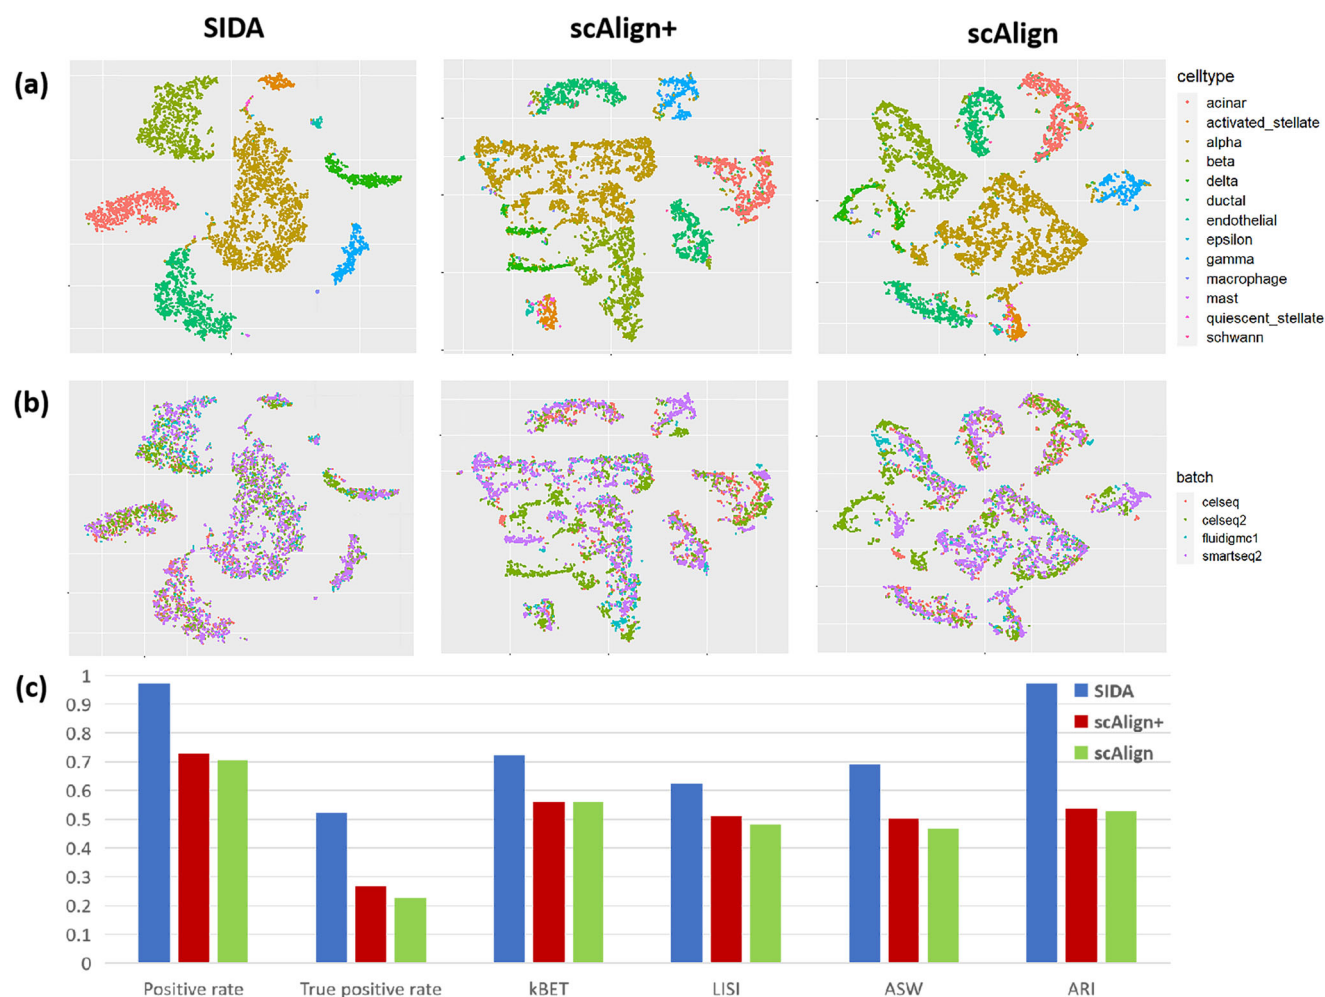 SIDA
scAlign+
scAlign
(a)
celltype
acinar
activated_stellate
alpha
beta
delta
ductal
endothelial
epsilon
gamma
macrophage
mast
quiescent_stellate
schwann
(b)
batch
celseq
celseq2
fluidigmc1
smartseq2
(c)
1
0.9
0.8
0.7
0.6
0.5
0.4
0.3
0.2
0.1
0
SIDA
scAlign+
scAlign
Positive rate
True positive rate
kBET
LISI
ASW
ARI